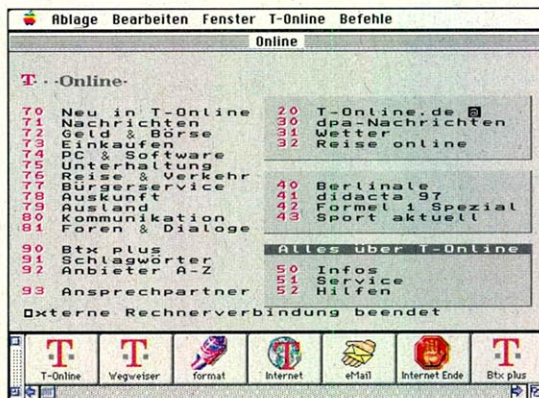 Ablage Bearbeiten Fenster T-Online Befehle
Online
T··Online·
70 Neu in T-Online
71 Nachrichten
72 Geld & Börse
73 Einkaufen
74 PC & Software
75 Unterhaltung
76 Reise & Verkehr
77 Bürgerservice
78 Auskunft
79 Ausland
80 Kommunikation
81 Foren & Dialoge
90 Btx plus
91 Schlagwörter
92 Anbieter A-Z
93 Ansprechpartner
20 T-Online.de
30 dpa-Nachrichten
31 Wetter
32 Reise online
40 Berlinale
41 didacta 97
42 Formel 1 Spezial
43 Sport aktuell
Alles über T-Online
50 Infos
51 Service
52 Hilfen
Externe Rechnerverbindung beendet
T T T T
T-Online Wegweiser format Internet eMail Internet Ende Btx plus